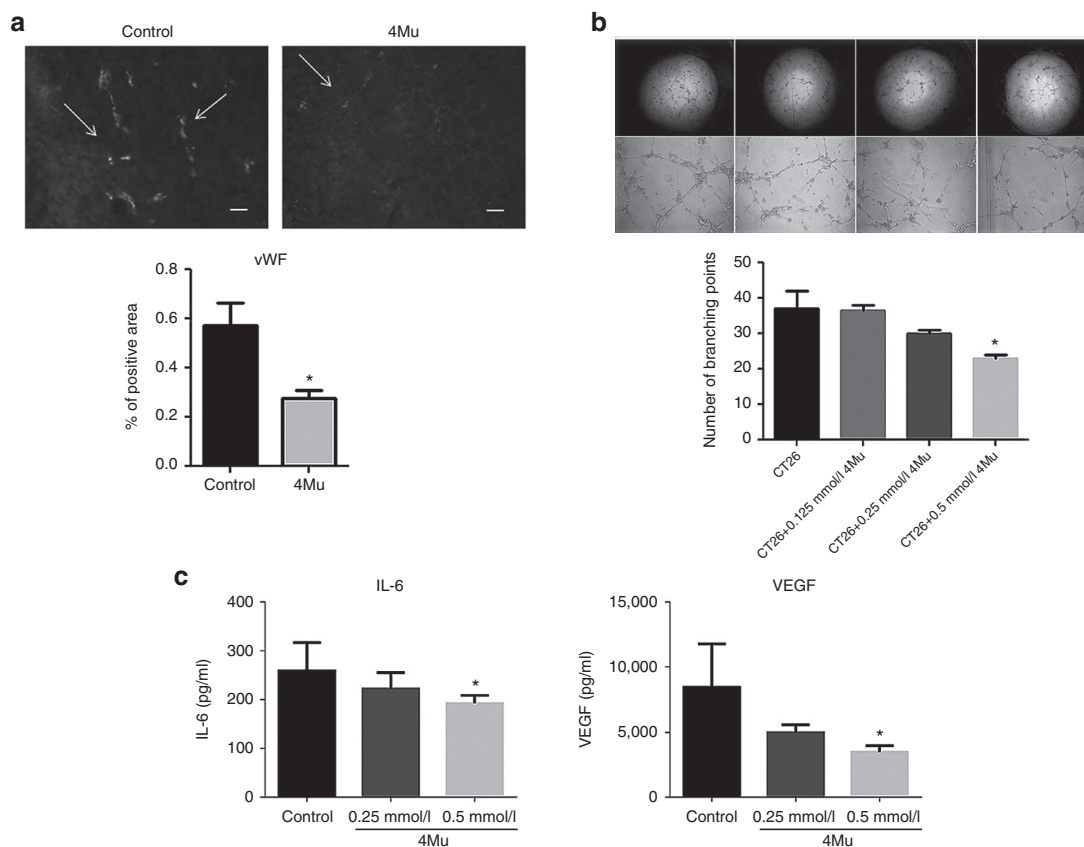 a
Control
4Mu
vWF
% of positive area
0.8
0.6
0.4
0.2
0.0
*
Control
4Mu
b
Number of branching points
50
40
30
20
10
0
*
CT26
CT26+0.125 mmol/l 4Mu
CT26+0.25 mmol/l 4Mu
CT26+0.5 mmol/l 4Mu
c
IL-6
IL-6 (pg/ml)
400
300
200
100
0
*
Control
0.25 mmol/l
0.5 mmol/l
4Mu
VEGF
VEGF (pg/ml)
15,000
10,000
5,000
0
*
Control
0.25 mmol/l
0.5 mmol/l
4Mu